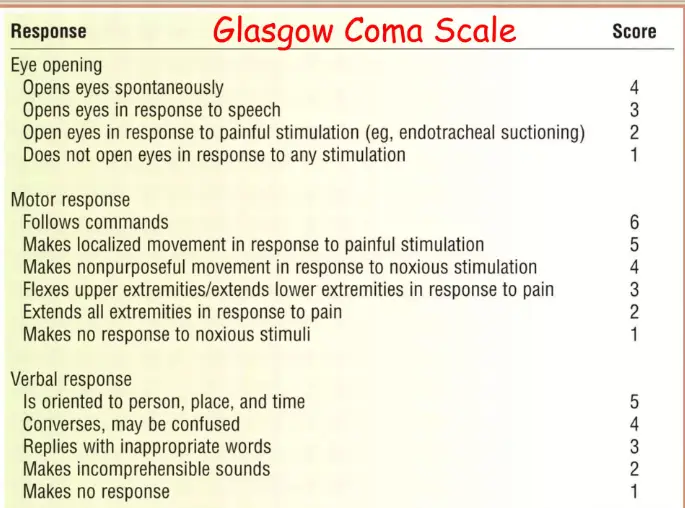 Response Glasgow Coma Scale Score
Eye opening
Opens eyes spontaneously 4
Opens eyes in response to speech 3
Open eyes in response to painful stimulation (eg, endotracheal suctioning) 2
Does not open eyes in response to any stimulation 1
Motor response
Follows commands 6
Makes localized movement in response to painful stimulation 5
Makes nonpurposeful movement in response to noxious stimulation 4
Flexes upper extremities/extends lower extremities in response to pain 3
Extends all extremities in response to pain 2
Makes no response to noxious stimuli 1
Verbal response
Is oriented to person, place, and time 5
Converses, may be confused 4
Replies with inappropriate words 3
Makes incomprehensible sounds 2
Makes no response 1